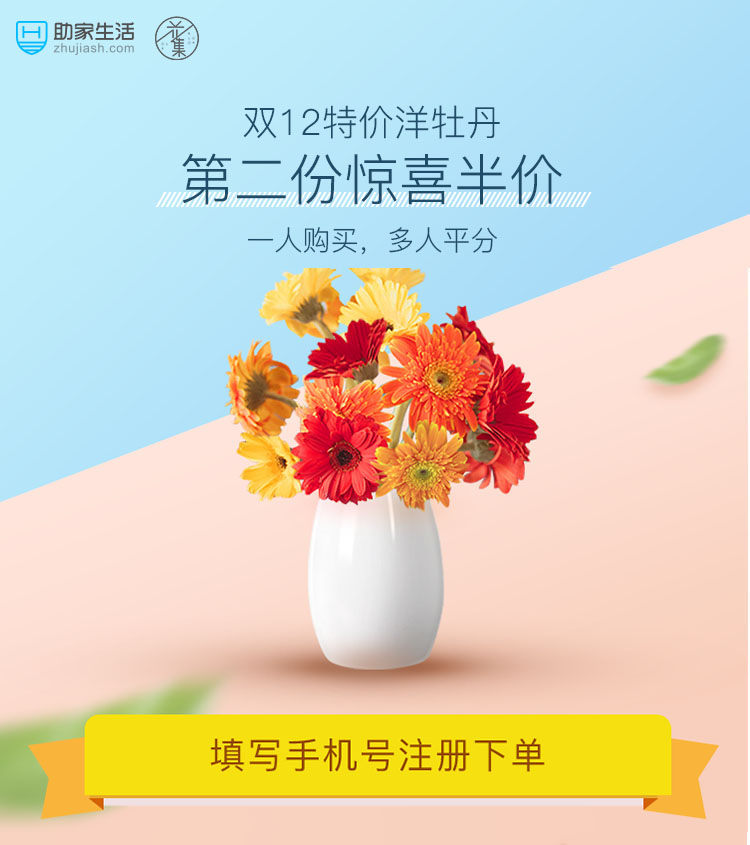 助家生活
zhujiash.com
花集
双12特价洋牡丹
第二份惊喜半价
一人购买，多人平分
填写手机号注册下单